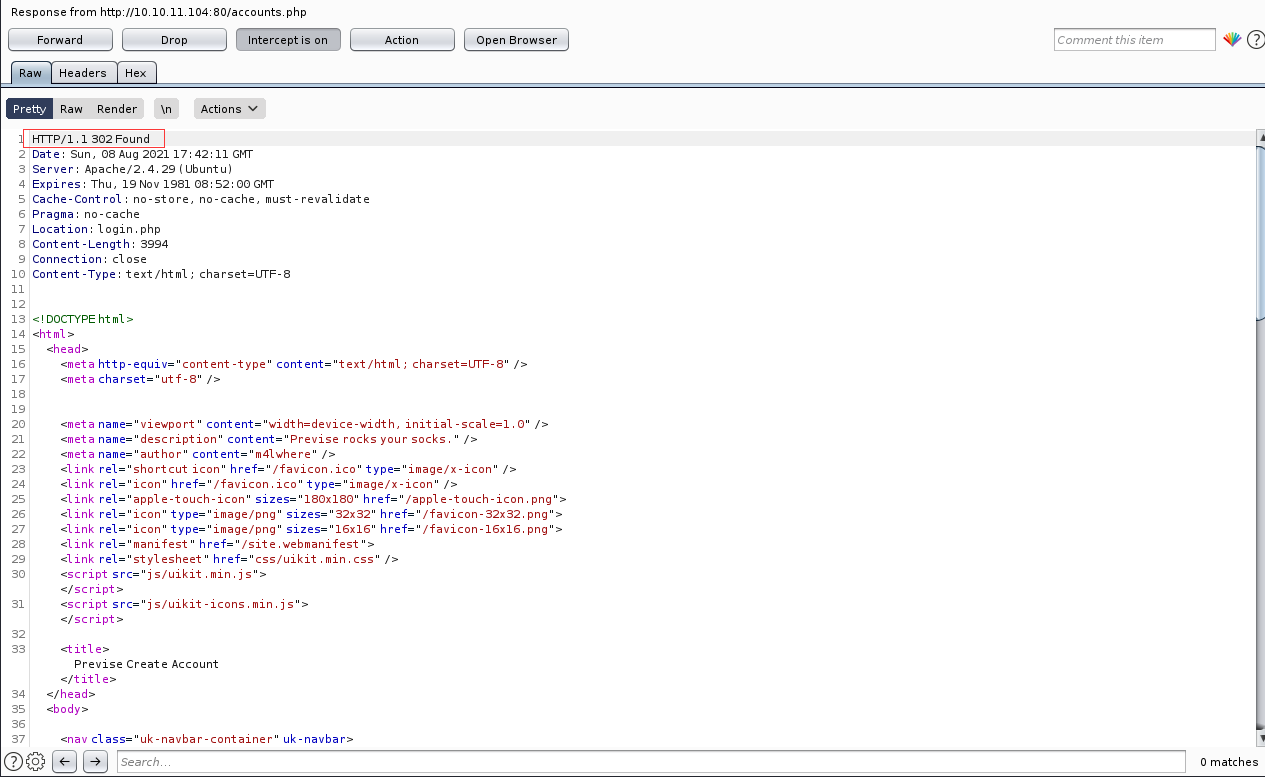 Response from http://10.10.11.104:80/accounts.php
Forward Drop Intercept is on Action Open Browser Comment this item ?
Raw Headers Hex
Pretty Raw Render \n Actions
1 HTTP/1.1 302 Found
2 Date: Sun, 08 Aug 2021 17:42:11 GMT
3 Server: Apache/2.4.29 (Ubuntu)
4 Expires: Thu, 19 Nov 1981 08:52:00 GMT
5 Cache-Control: no-store, no-cache, must-revalidate
6 Pragma: no-cache
7 Location: login.php
8 Content-Length: 3994
9 Connection: close
10 Content-Type: text/html; charset=UTF-8
11
12
13 <!DOCTYPE html>
14 <html>
15 <head>
16 <meta http-equiv="content-type" content="text/html; charset=UTF-8" />
17 <meta charset="utf-8" />
18
19
20 <meta name="viewport" content="width=device-width, initial-scale=1.0" />
21 <meta name="description" content="Previse rocks your socks." />
22 <meta name="author" content="m4lwhere" />
23 <link rel="shortcut icon" href="/favicon.ico" type="image/x-icon" />
24 <link rel="icon" href="/favicon.ico" type="image/x-icon" />
25 <link rel="apple-touch-icon" sizes="180x180" href="/apple-touch-icon.png">
26 <link rel="icon" type="image/png" sizes="32x32" href="/favicon-32x32.png">
27 <link rel="icon" type="image/png" sizes="16x16" href="/favicon-16x16.png">
28 <link rel="manifest" href="/site.webmanifest">
29 <link rel="stylesheet" href="css/uikit.min.css" />
30 <script src="js/uikit.min.js">
</script>
31 <script src="js/uikit-icons.min.js">
</script>
32
33 <title>
Previse Create Account
</title>
34 </head>
35 <body>
36
37 <nav class="uk-navbar-container" uk-navbar>
? Search... 0 matches